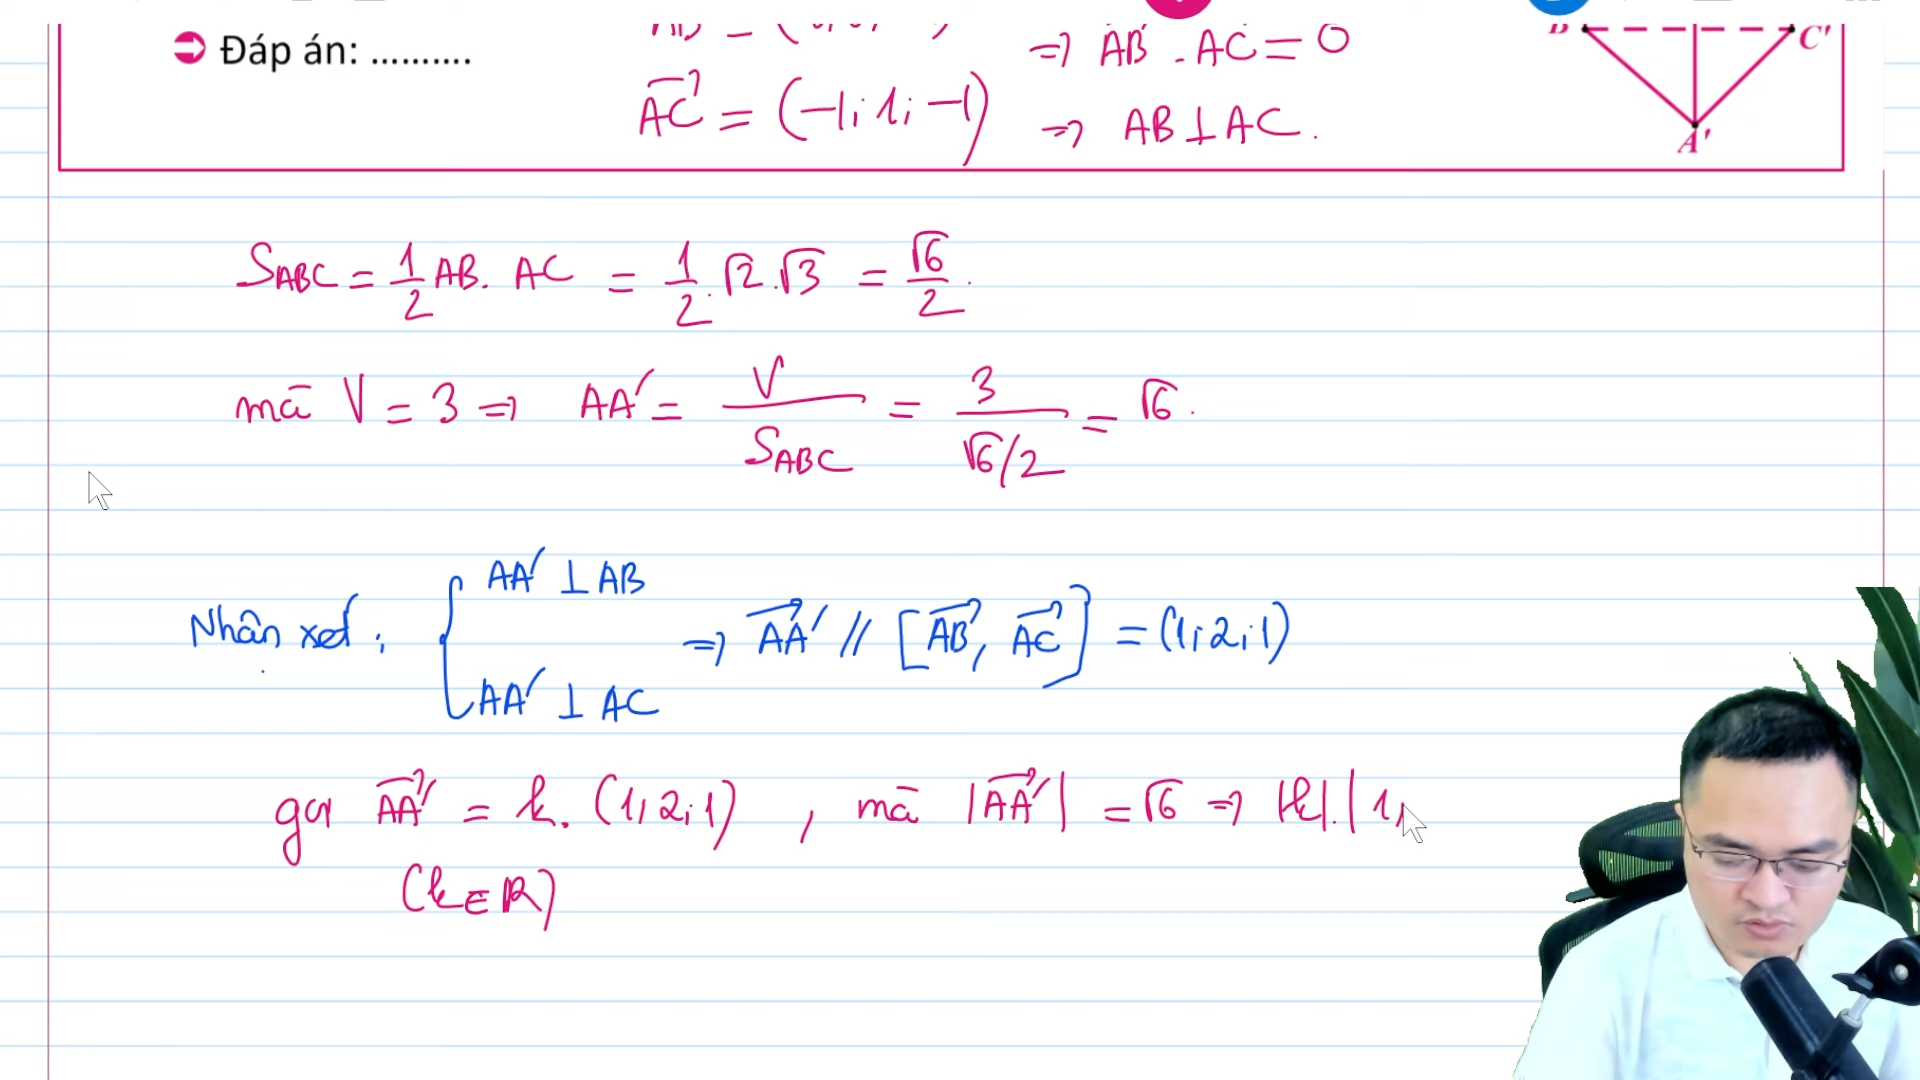 Đáp án: ..........
⇒ AB . AC = 0
AC = (-1; 1; -1) ⇒ AB ⊥ AC.
C'
A'
S_ABC = 1/2 AB. AC = 1/2 . √2 . √3 = √6/2 .
mà V = 3 ⇒ AA' = V/S_ABC = 3/(√6/2) = √6 .
AA' ⊥ AB
Nhận xét : ⇒ AA' // [AB, AC] = (1; 2; 1)
AA' ⊥ AC
gọi AA' = k. (1; 2; 1) , mà |AA'| = √6 ⇒ |k|. | 1;
(k ∈ R)